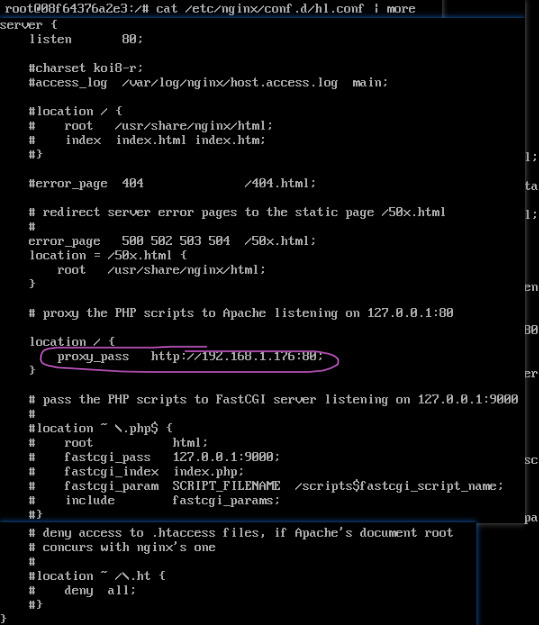 root@08f64376a2e3:/# cat /etc/nginx/conf.d/hl.conf | more
server {
    listen       80;

    #charset koi8-r;
    #access_log  /var/log/nginx/host.access.log  main;

    #location / {
    #    root   /usr/share/nginx/html;
    #    index  index.html index.htm;
    #}

    #error_page  404              /404.html;

    # redirect server error pages to the static page /50x.html
    #
    error_page   500 502 503 504  /50x.html;
    location = /50x.html {
        root   /usr/share/nginx/html;
    }

    # proxy the PHP scripts to Apache listening on 127.0.0.1:80

    location / {
        proxy_pass   http://192.168.1.176:80;
    }

    # pass the PHP scripts to FastCGI server listening on 127.0.0.1:9000
    #
    #location ~ \.php$ {
    #    root           html;
    #    fastcgi_pass   127.0.0.1:9000;
    #    fastcgi_index  index.php;
    #    fastcgi_param  SCRIPT_FILENAME  /scripts$fastcgi_script_name;
    #    include        fastcgi_params;
    #}
    # deny access to .htaccess files, if Apache's document root
    # concurs with nginx's one
    #
    #location ~ /\.ht {
    #    deny  all;
    #}
}
l;
ta
l;
en
80
er
sc
pa